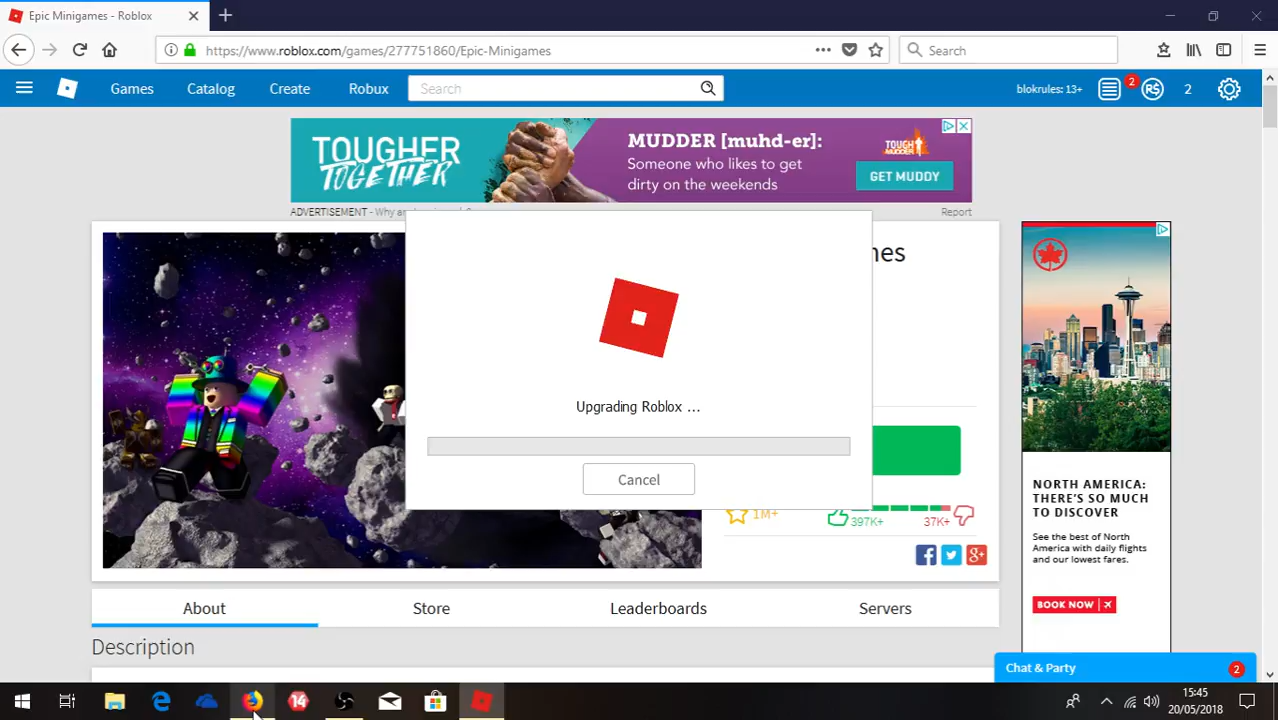 Epic Minigames - Roblox
https://www.roblox.com/games/277751860/Epic-Minigames
Search
Games
Catalog
Create
Robux
Search
blokrules: 13+
2
2
TOUGHER
TOGETHER
MUDDER [muhd-er]:
Someone who likes to get
dirty on the weekends
TOUGH
MUDDER
GET MUDDY
ADVERTISEMENT - Why
Report
Upgrading Roblox ...
Cancel
1M+
397K+
37K+
NORTH AMERICA:
THERE'S SO MUCH
TO DISCOVER
See the best of North
America with daily flights
and our lowest fares.
BOOK NOW
About
Store
Leaderboards
Servers
Description
Chat & Party
2
14
15:45
20/05/2018